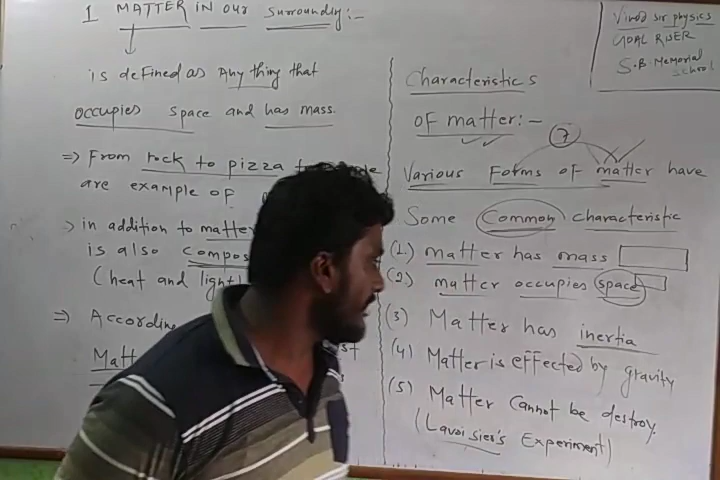 1 MATTER IN our Surrounding:-
is defined as Any thing that
occupies space and has mass.
=> From rock to pizza
are example of
=> in addition to matter
is also compos
(heat and light)
=> According
Matt
Vinod sir physics
GOAL RISER
S.B. Memorial
School
Characteristics
of matter:-
7
Various Forms of matter have
Some Common characteristic
(1.) matter has mass
(2.) matter occupies space
(3) Matter has inertia
(4) Matter is effected by gravity
(5) Matter cannot be destroy.
(Lavoisier's Experiment)